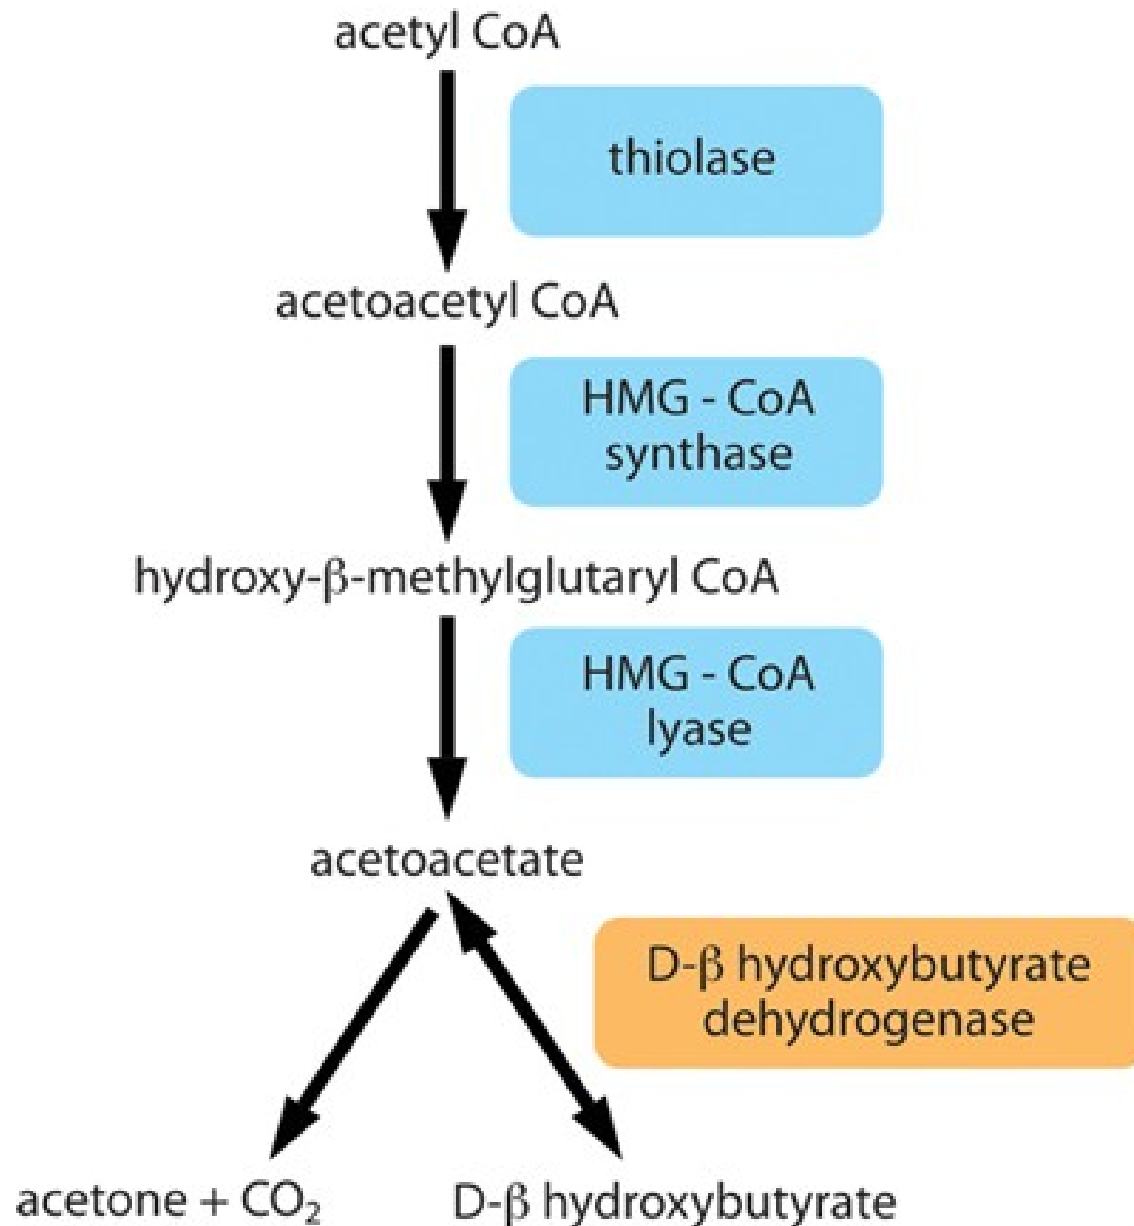 acetyl CoA
thiolase
acetoacetyl CoA
HMG - CoA
synthase
hydroxy-β-methylglutaryl CoA
HMG - CoA
lyase
acetoacetate
D-β hydroxybutyrate
dehydrogenase
acetone + CO₂
D-β hydroxybutyrate